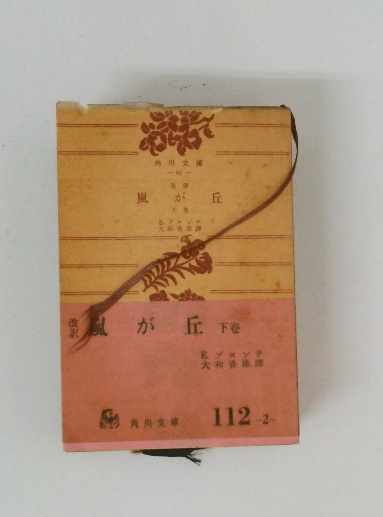 角川文庫
改譯
嵐が丘
下巻
E.ブロンテ
大和資雄譯
改訳 嵐が丘 下巻
E.ブロンテ
大和資雄譯
角川文庫 112 -2-